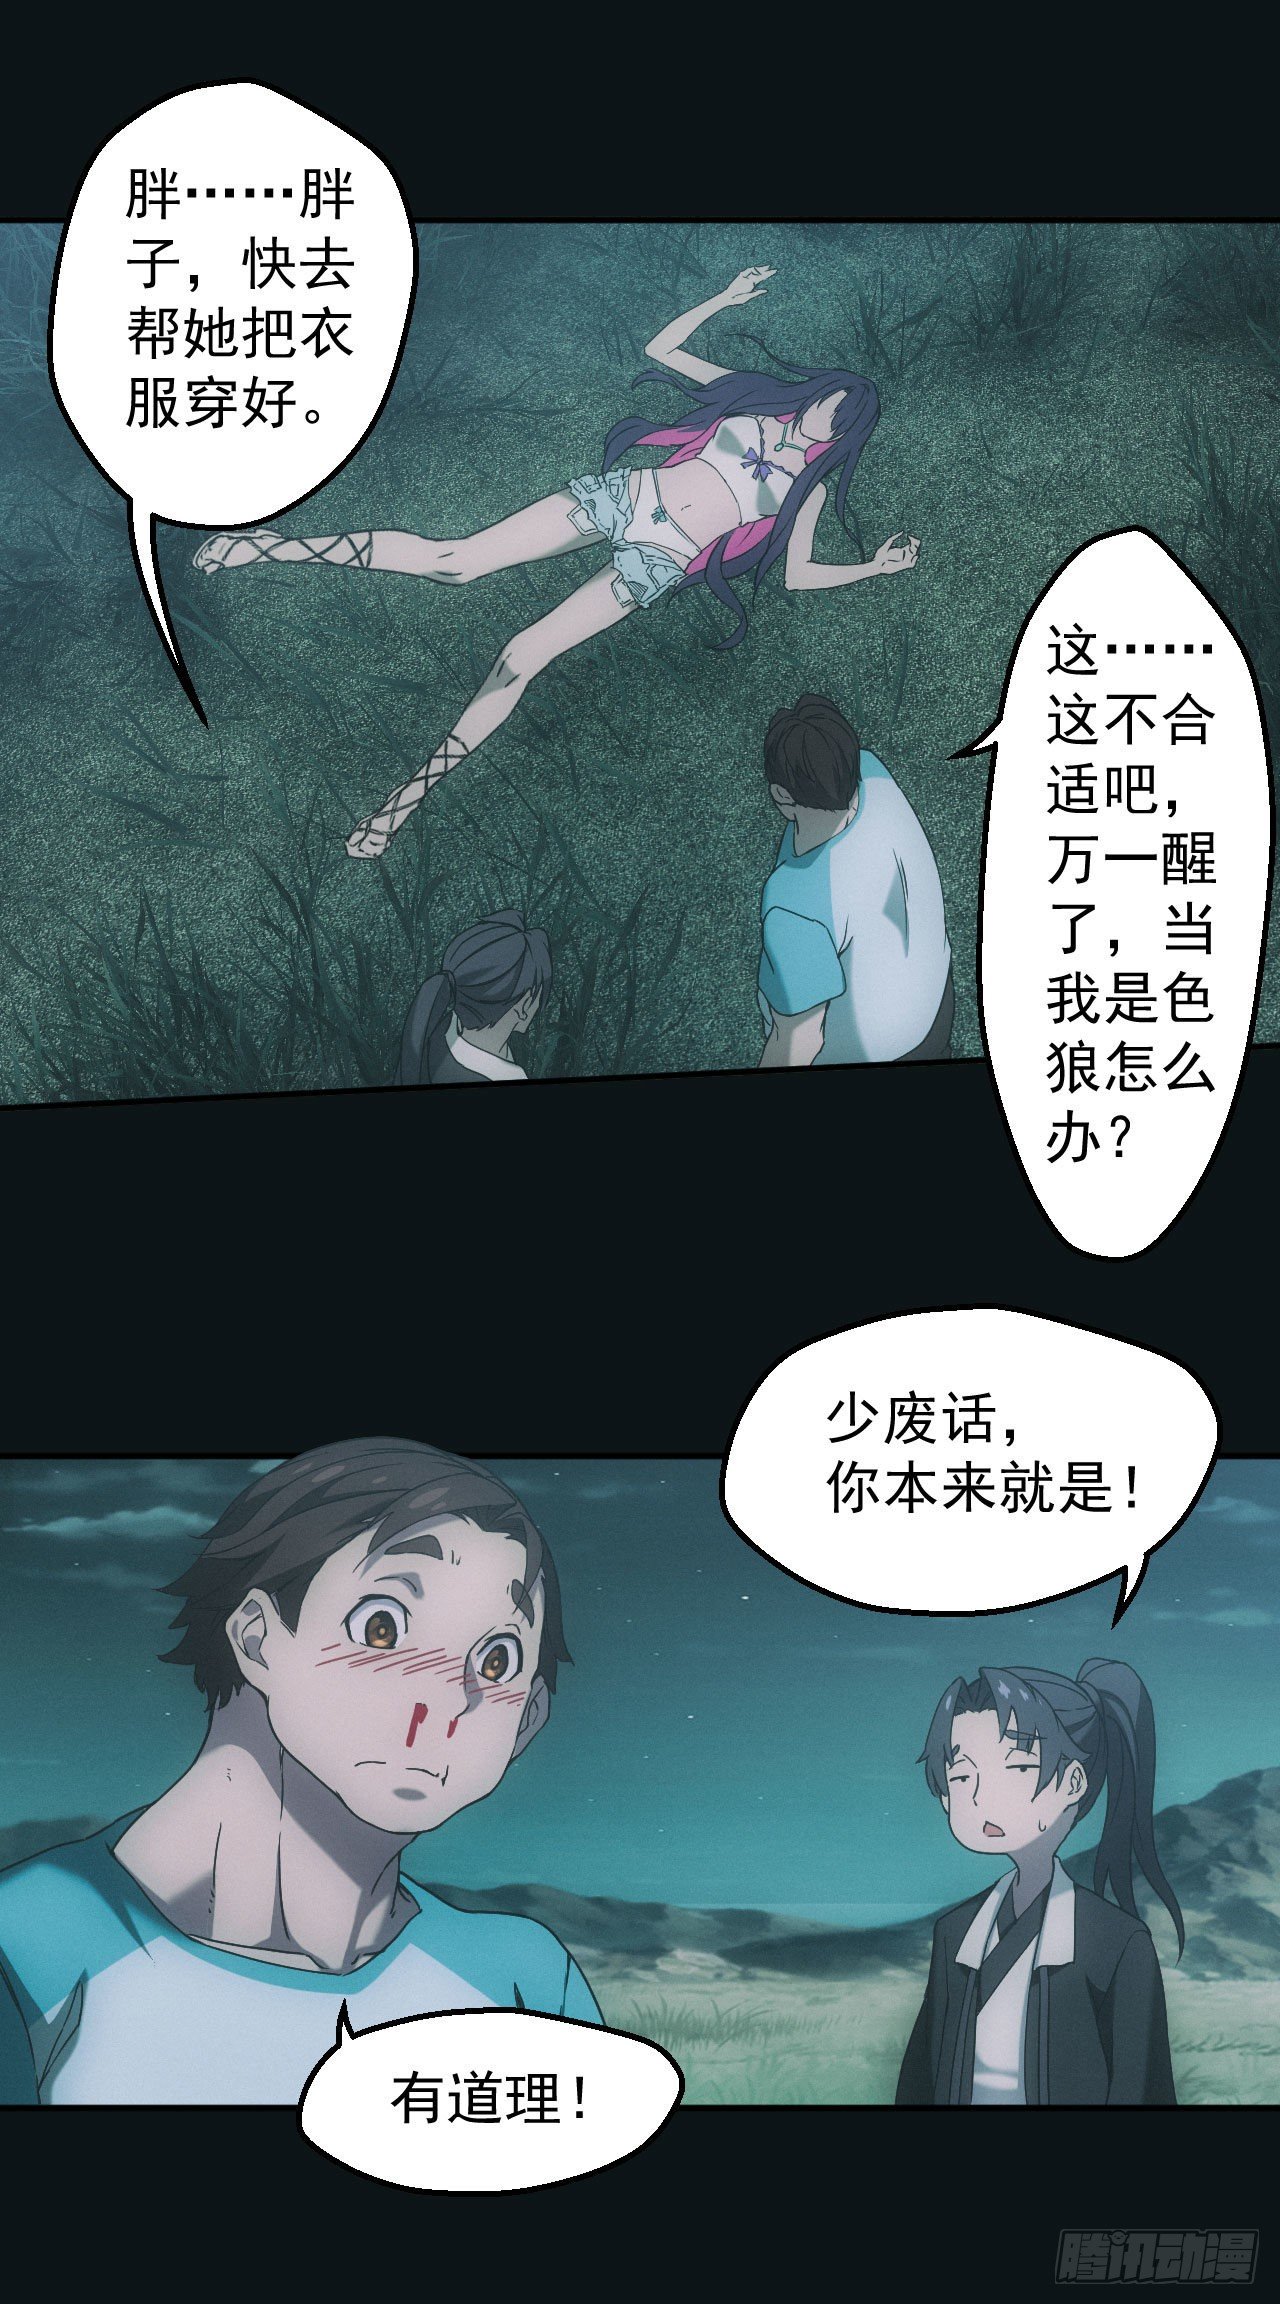 胖……胖
子，快去
帮她把衣
服穿好。
这……
这不合
适吧，
万一醒
了，当
我是色
狼怎么
办？
少废话，
你本来就是！
有道理！
腾讯动漫